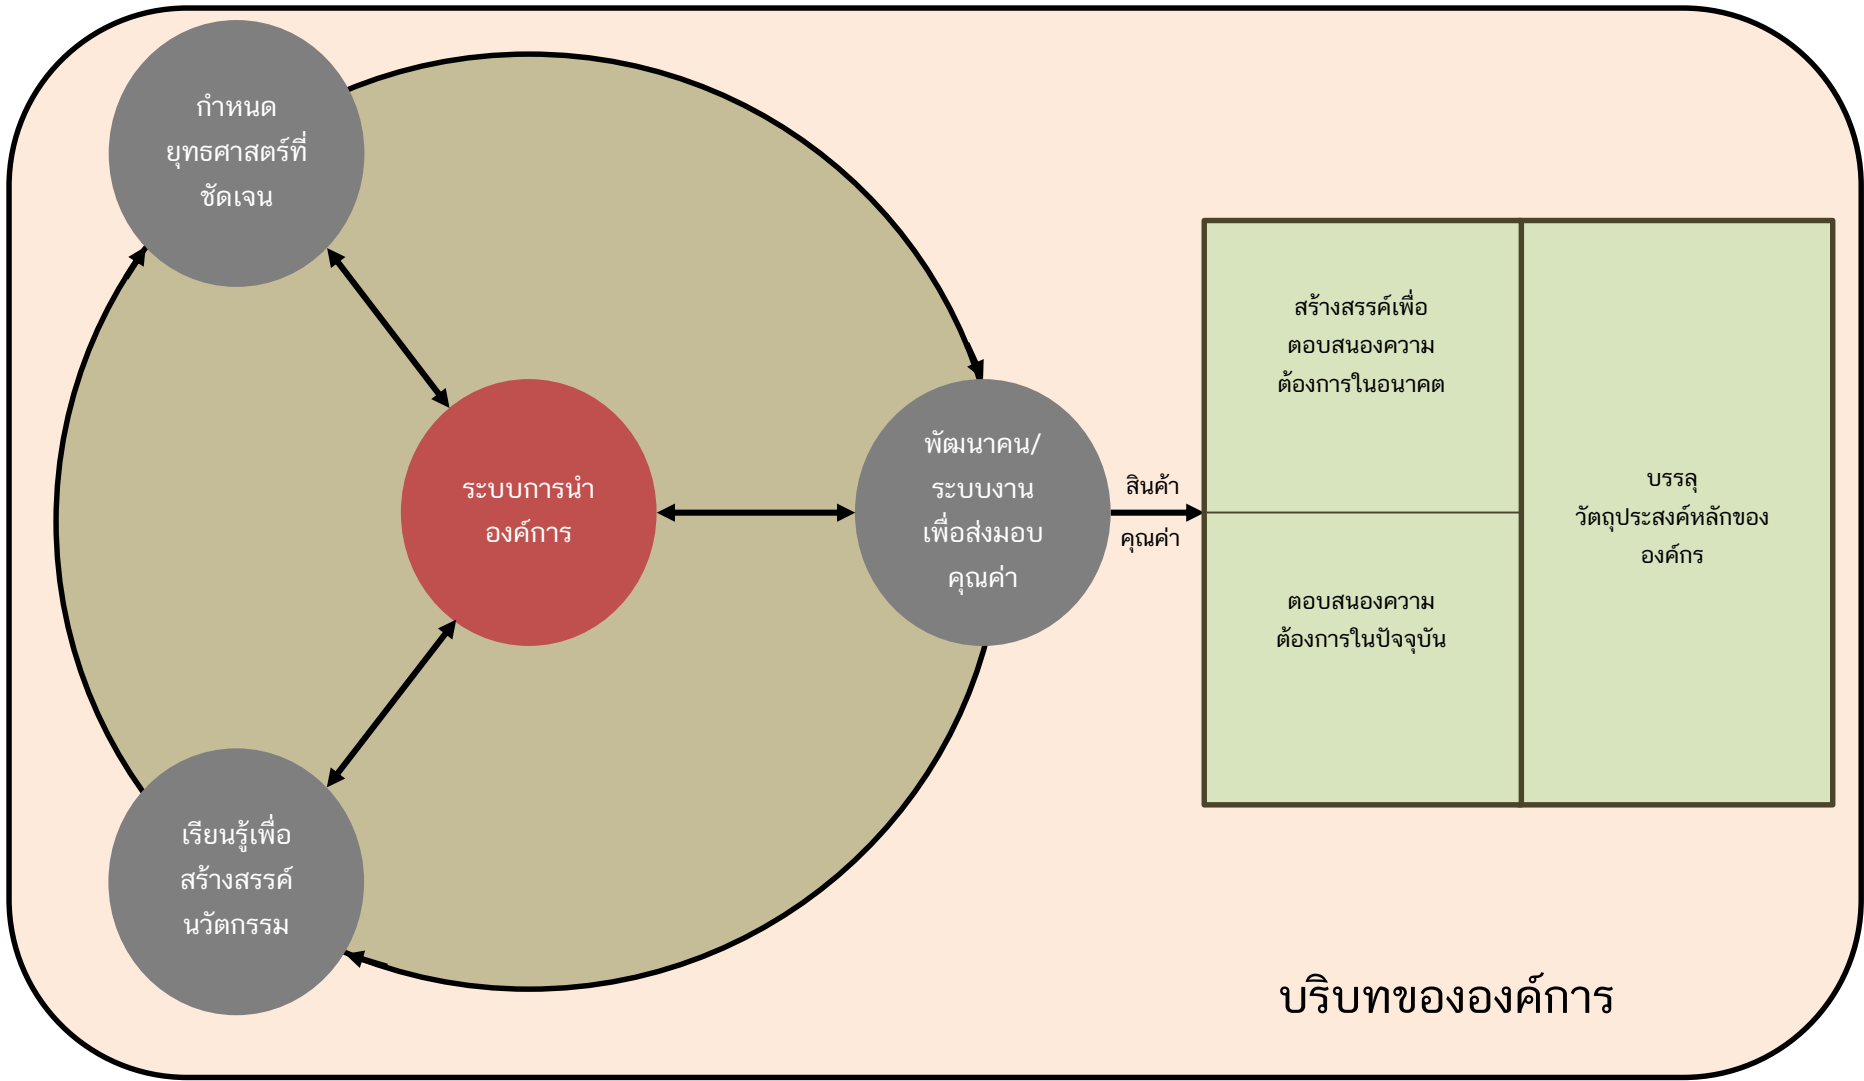 กำหนด
ยุทธศาสตร์ที่
ชัดเจน
ระบบการนำ
องค์การ
พัฒนาคน/
ระบบงาน
เพื่อส่งมอบ
คุณค่า
เรียนรู้เพื่อ
สร้างสรรค์
นวัตกรรม
สินค้า
คุณค่า
สร้างสรรค์เพื่อ
ตอบสนองความ
ต้องการในอนาคต
ตอบสนองความ
ต้องการในปัจจุบัน
บรรลุ
วัตถุประสงค์หลักของ
องค์กร
บริบทขององค์การ